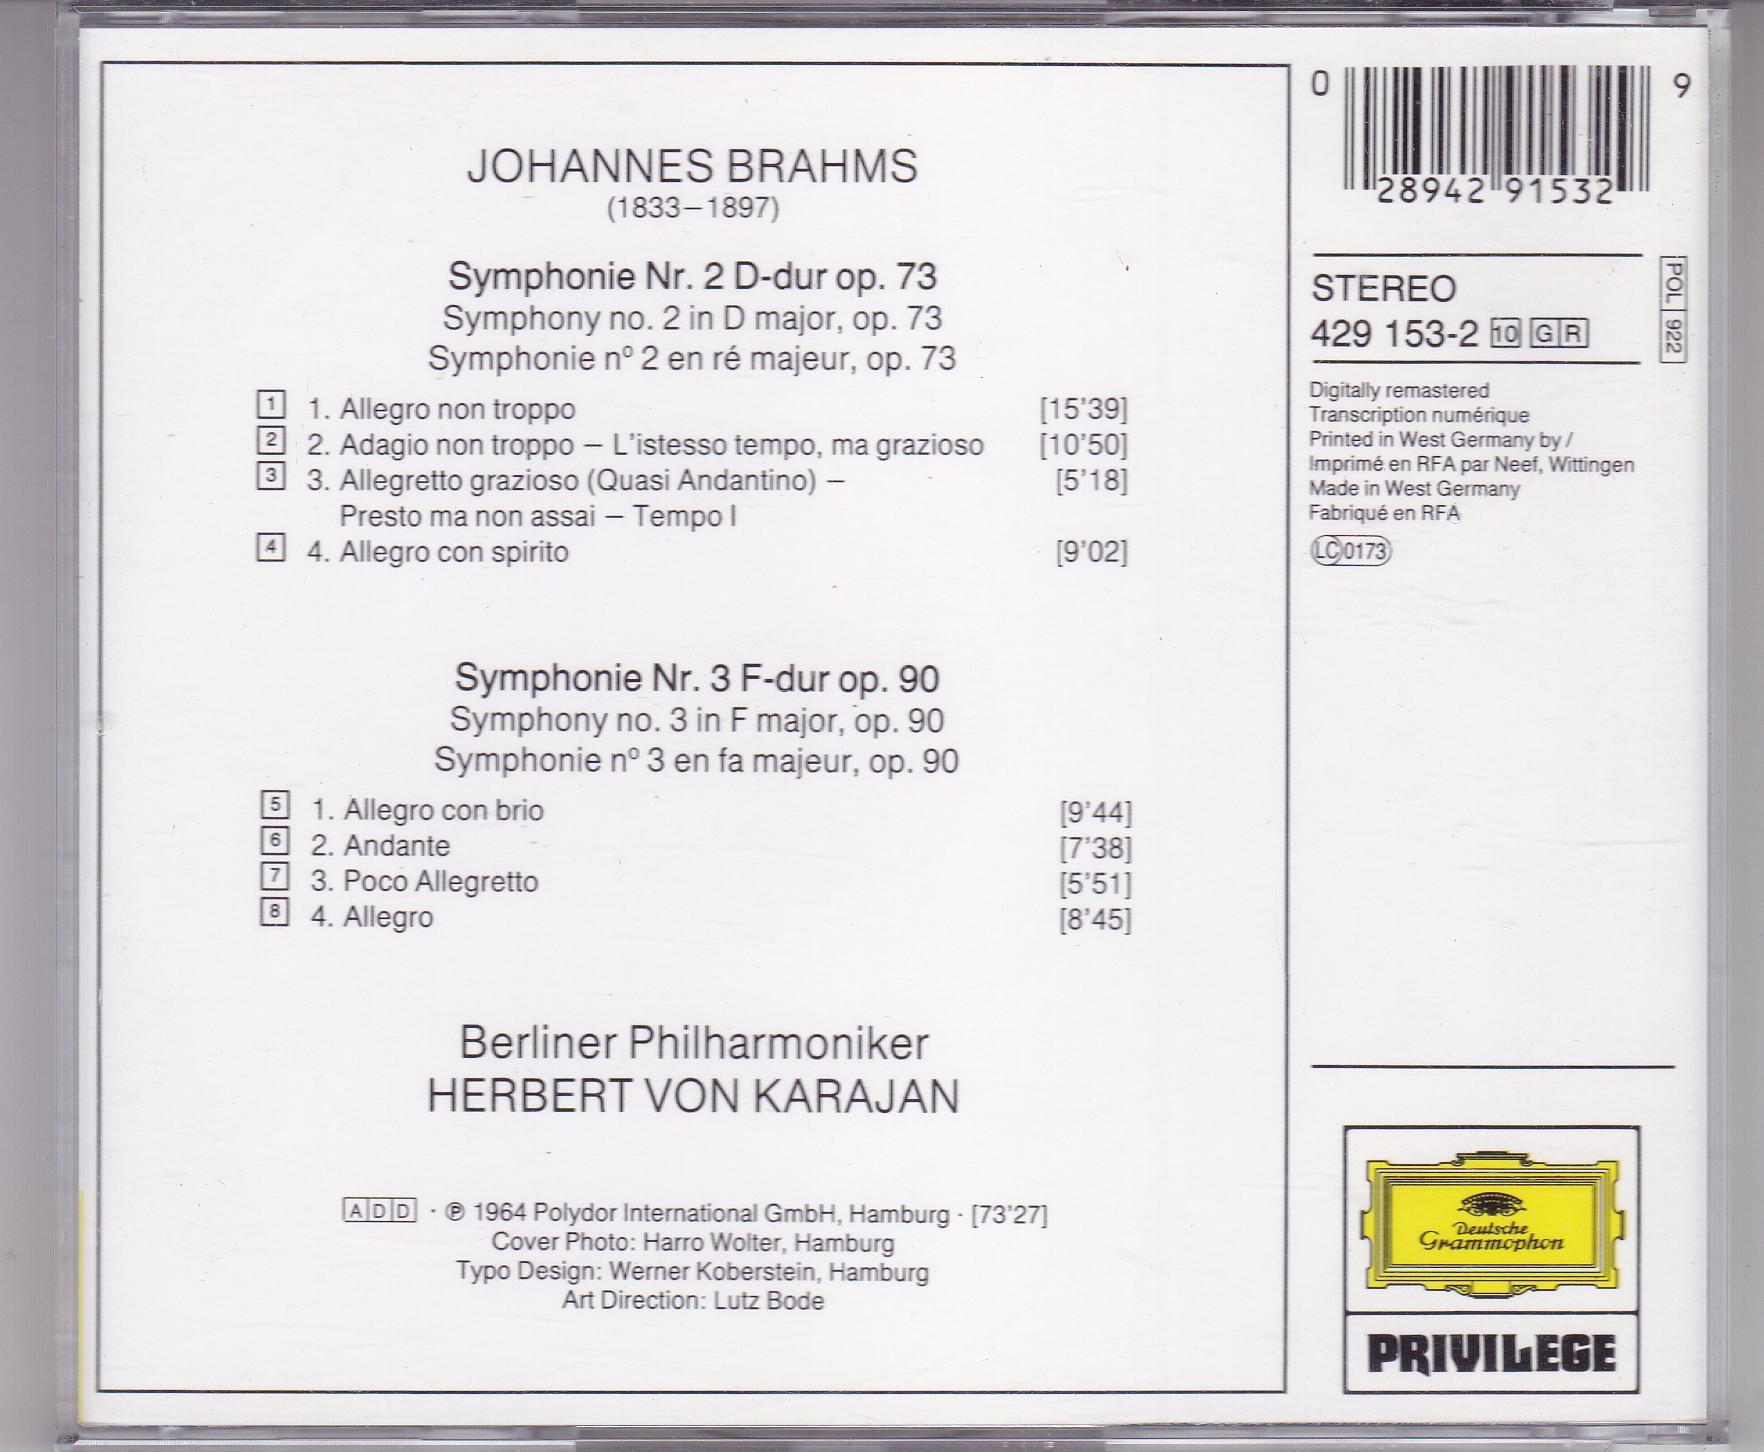 JOHANNES BRAHMS
(1833–1897)
Symphonie Nr. 2 D-dur op. 73
Symphony no. 2 in D major, op. 73
Symphonie nº 2 en ré majeur, op. 73
1 1. Allegro non troppo [15'39]
2 2. Adagio non troppo – L'istesso tempo, ma grazioso [10'50]
3 3. Allegretto grazioso (Quasi Andantino) – [5'18]
Presto ma non assai – Tempo I
4 4. Allegro con spirito [9'02]
Symphonie Nr. 3 F-dur op. 90
Symphony no. 3 in F major, op. 90
Symphonie nº 3 en fa majeur, op. 90
5 1. Allegro con brio [9'44]
6 2. Andante [7'38]
7 3. Poco Allegretto [5'51]
8 4. Allegro [8'45]
Berliner Philharmoniker
HERBERT VON KARAJAN
ADD · ℗ 1964 Polydor International GmbH, Hamburg · [73'27]
Cover Photo: Harro Wolter, Hamburg
Typo Design: Werner Koberstein, Hamburg
Art Direction: Lutz Bode
0 28942 91532 9
STEREO
429 153-2 10 GR
POL 922
Digitally remastered
Transcription numérique
Printed in West Germany by /
Imprimé en RFA par Neef, Wittingen
Made in West Germany
Fabriqué en RFA
LC 0173
Deutsche
Grammophon
PRIVILEGE